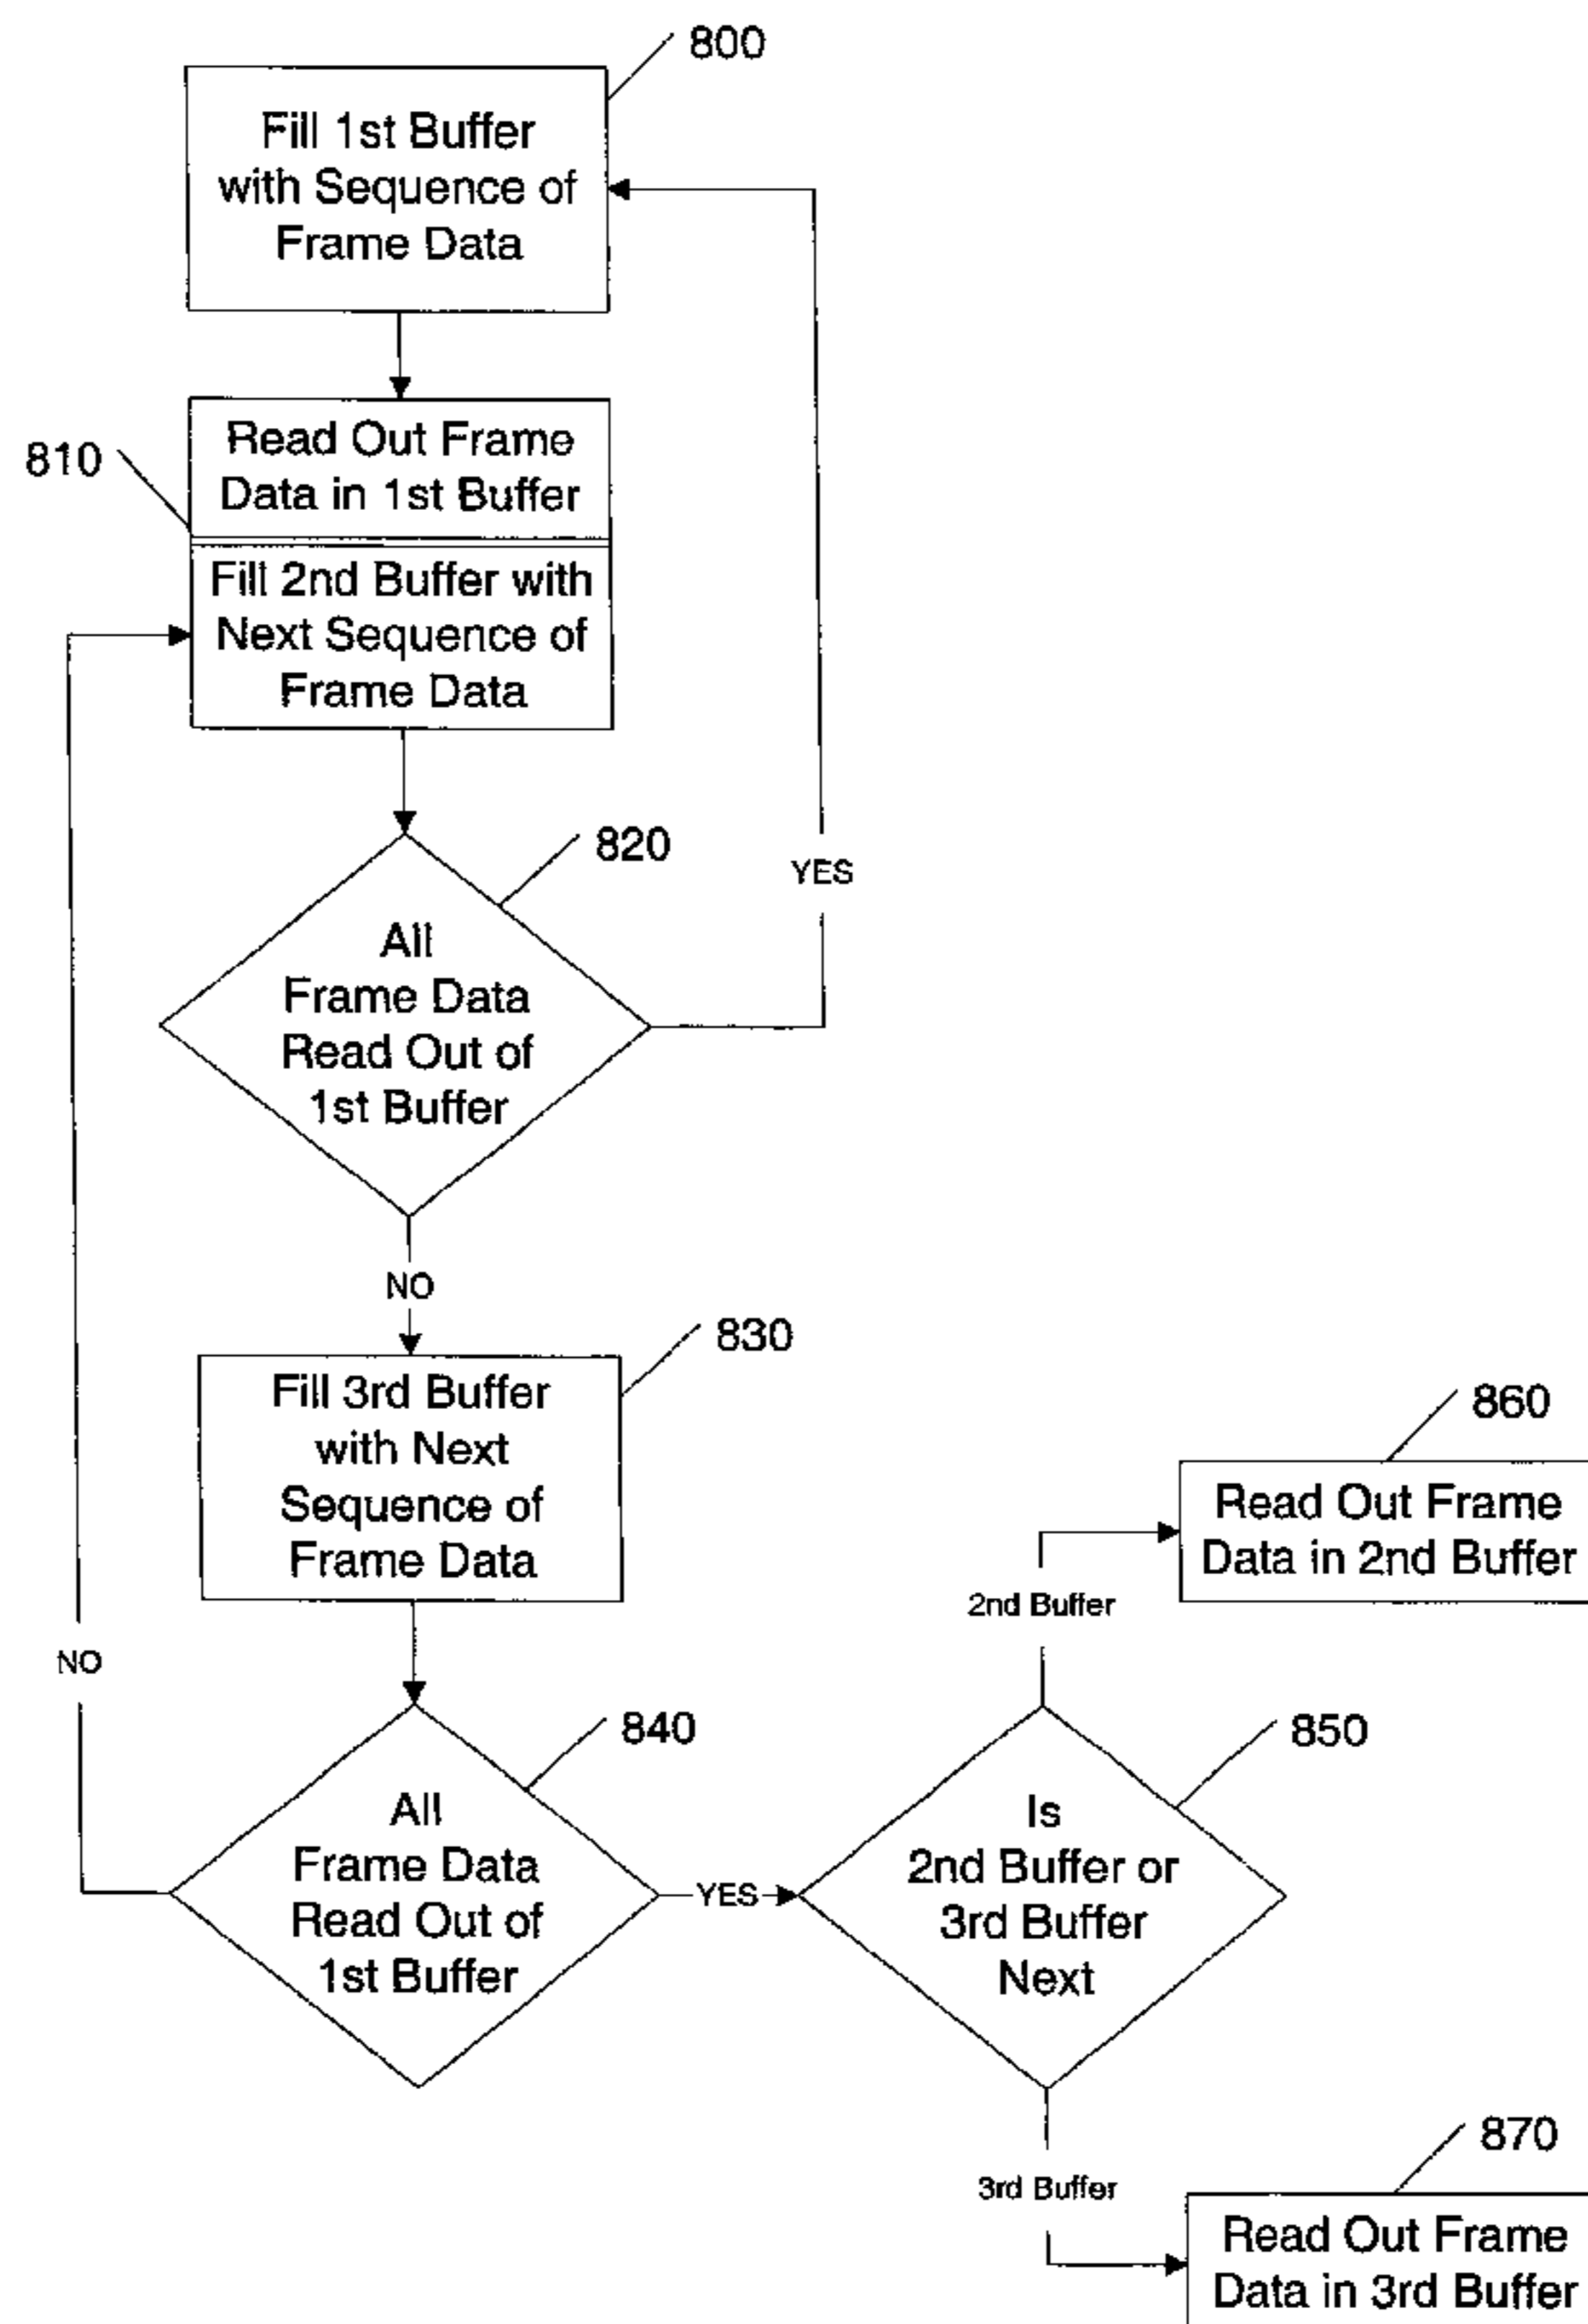 800
Fill 1st Buffer
with Sequence of
Frame Data
810
Read Out Frame
Data in 1st Buffer
Fill 2nd Buffer with
Next Sequence of
Frame Data
820
YES
All
Frame Data
Read Out of
1st Buffer
NO
830
Fill 3rd Buffer
with Next
Sequence of
Frame Data
860
Read Out Frame
Data in 2nd Buffer
2nd Buffer
NO
840
All
Frame Data
Read Out of
1st Buffer
YES
850
Is
2nd Buffer or
3rd Buffer
Next
870
3rd Buffer
Read Out Frame
Data in 3rd Buffer